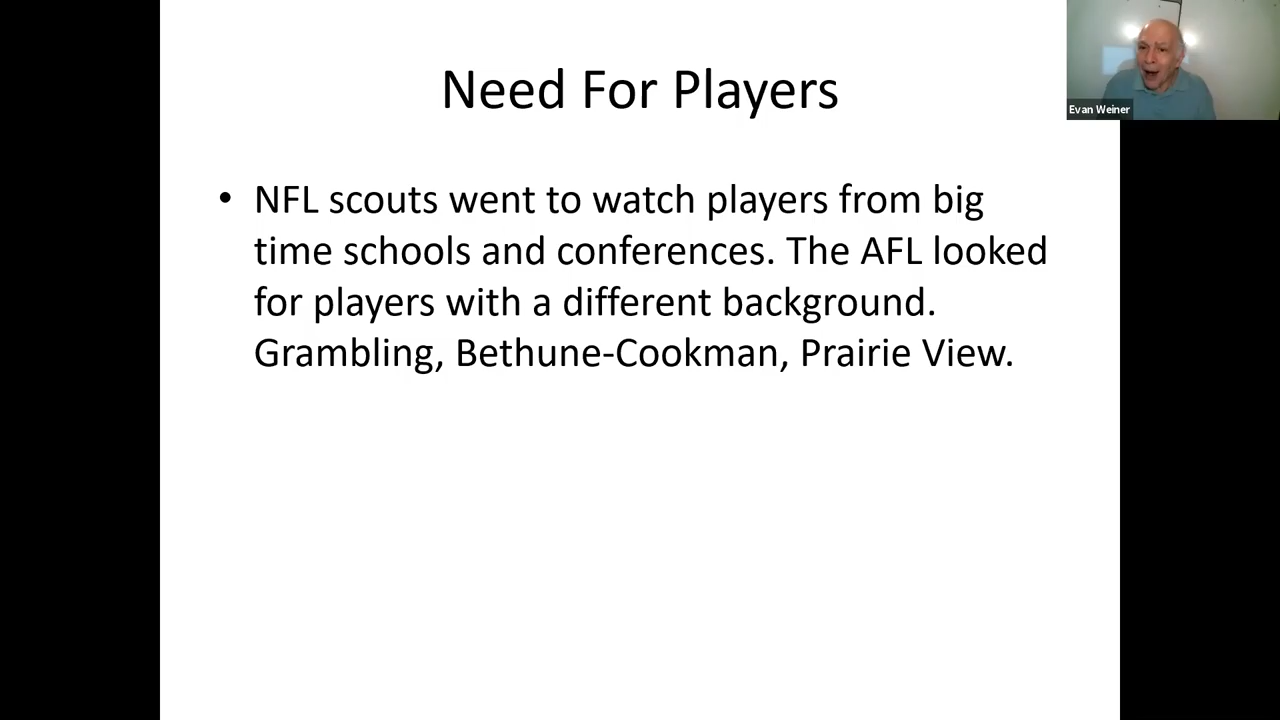 Need For Players
• NFL scouts went to watch players from big
time schools and conferences. The AFL looked
for players with a different background.
Grambling, Bethune-Cookman, Prairie View.
Evan Weiner